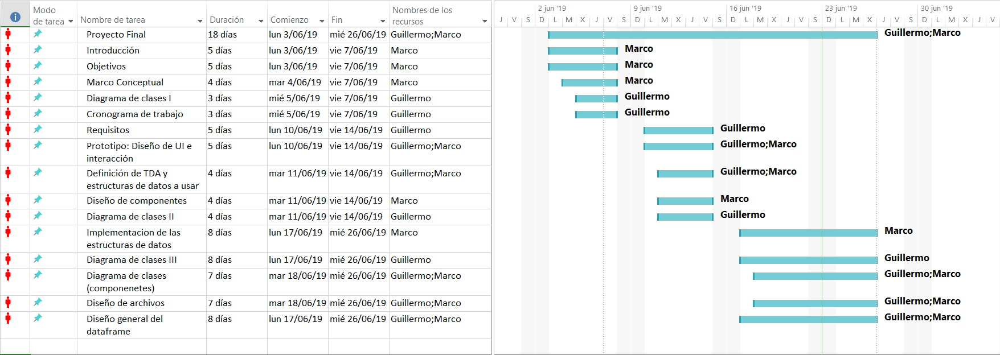 Modo de tarea Nombre de tarea Duración Comienzo Fin Nombres de los recursos
2 jun '19 9 jun '19 16 jun '19 23 jun '19 30 jun '19
J V S D L M X J V S D L M X J V S D L M X J V S D L M X J V S D L M X J V
Proyecto Final 18 días lun 3/06/19 mié 26/06/19 Guillermo;Marco Guillermo;Marco
Introducción 5 días lun 3/06/19 vie 7/06/19 Marco Marco
Objetivos 5 días lun 3/06/19 vie 7/06/19 Marco Marco
Marco Conceptual 4 días mar 4/06/19 vie 7/06/19 Marco Marco
Diagrama de clases I 3 días mié 5/06/19 vie 7/06/19 Guillermo Guillermo
Cronograma de trabajo 3 días mié 5/06/19 vie 7/06/19 Guillermo Guillermo
Requisitos 5 días lun 10/06/19 vie 14/06/19 Guillermo Guillermo
Prototipo: Diseño de UI e 5 días lun 10/06/19 vie 14/06/19 Guillermo;Marco Guillermo;Marco
interacción
Definición de TDA y 4 días mar 11/06/19 vie 14/06/19 Guillermo;Marco Guillermo;Marco
estructuras de datos a usar
Diseño de componentes 4 días mar 11/06/19 vie 14/06/19 Marco Marco
Diagrama de clases II 4 días mar 11/06/19 vie 14/06/19 Guillermo Guillermo
Implementacion de las 8 días lun 17/06/19 mié 26/06/19 Marco Marco
estructuras de datos
Diagrama de clases III 8 días lun 17/06/19 mié 26/06/19 Guillermo Guillermo
Diagrama de clases 7 días mar 18/06/19 mié 26/06/19 Guillermo;Marco Guillermo;Marco
(componenetes)
Diseño de archivos 7 días mar 18/06/19 mié 26/06/19 Guillermo;Marco Guillermo;Marco
Diseño general del 8 días lun 17/06/19 mié 26/06/19 Guillermo;Marco Guillermo;Marco
dataframe